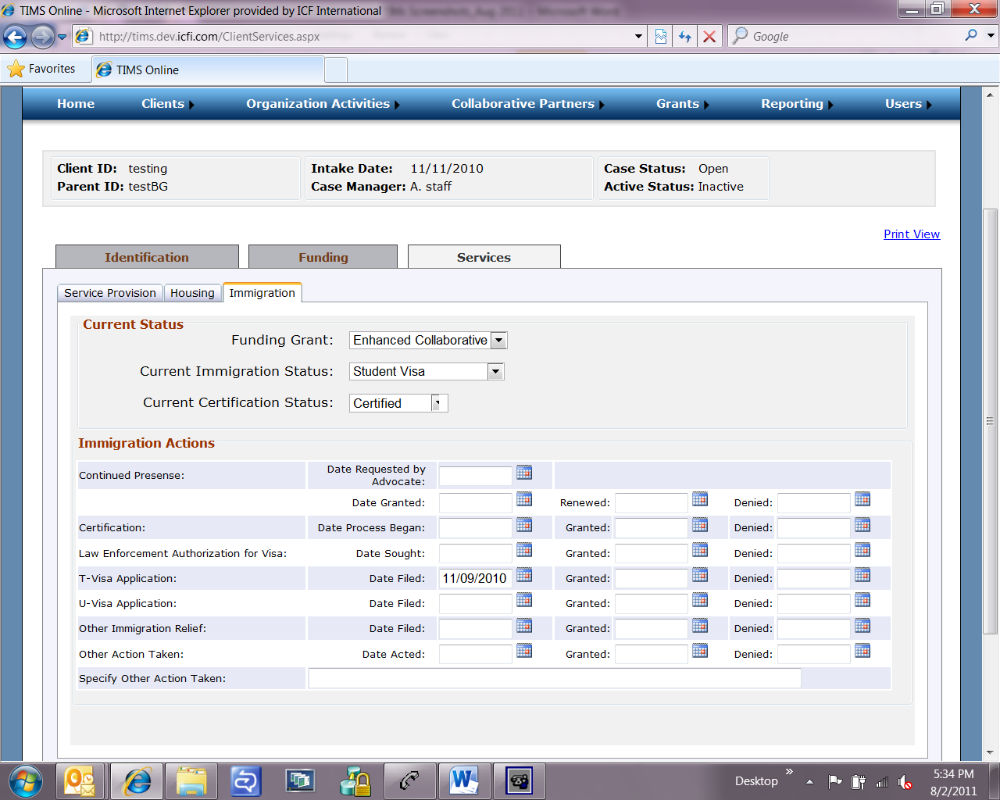 TIMS Online - Microsoft Internet Explorer provided by ICF International
http://tims.dev.icfi.com/ClientServices.aspx
Google
Favorites
TIMS Online
Home Clients Organization Activities Collaborative Partners Grants Reporting Users
Client ID: testing Intake Date: 11/11/2010 Case Status: Open
Parent ID: testBG Case Manager: A. staff Active Status: Inactive
Print View
Identification Funding Services
Service Provision Housing Immigration
Current Status
Funding Grant: Enhanced Collaborative
Current Immigration Status: Student Visa
Current Certification Status: Certified
Immigration Actions
Continued Presense: Date Requested by
Advocate:
Date Granted: Renewed: Denied:
Certification: Date Process Began: Granted: Denied:
Law Enforcement Authorization for Visa: Date Sought: Granted: Denied:
T-Visa Application: Date Filed: 11/09/2010 Granted: Denied:
U-Visa Application: Date Filed: Granted: Denied:
Other Immigration Relief: Date Filed: Granted: Denied:
Other Action Taken: Date Acted: Granted: Denied:
Specify Other Action Taken:
Desktop »
5:34 PM
8/2/2011